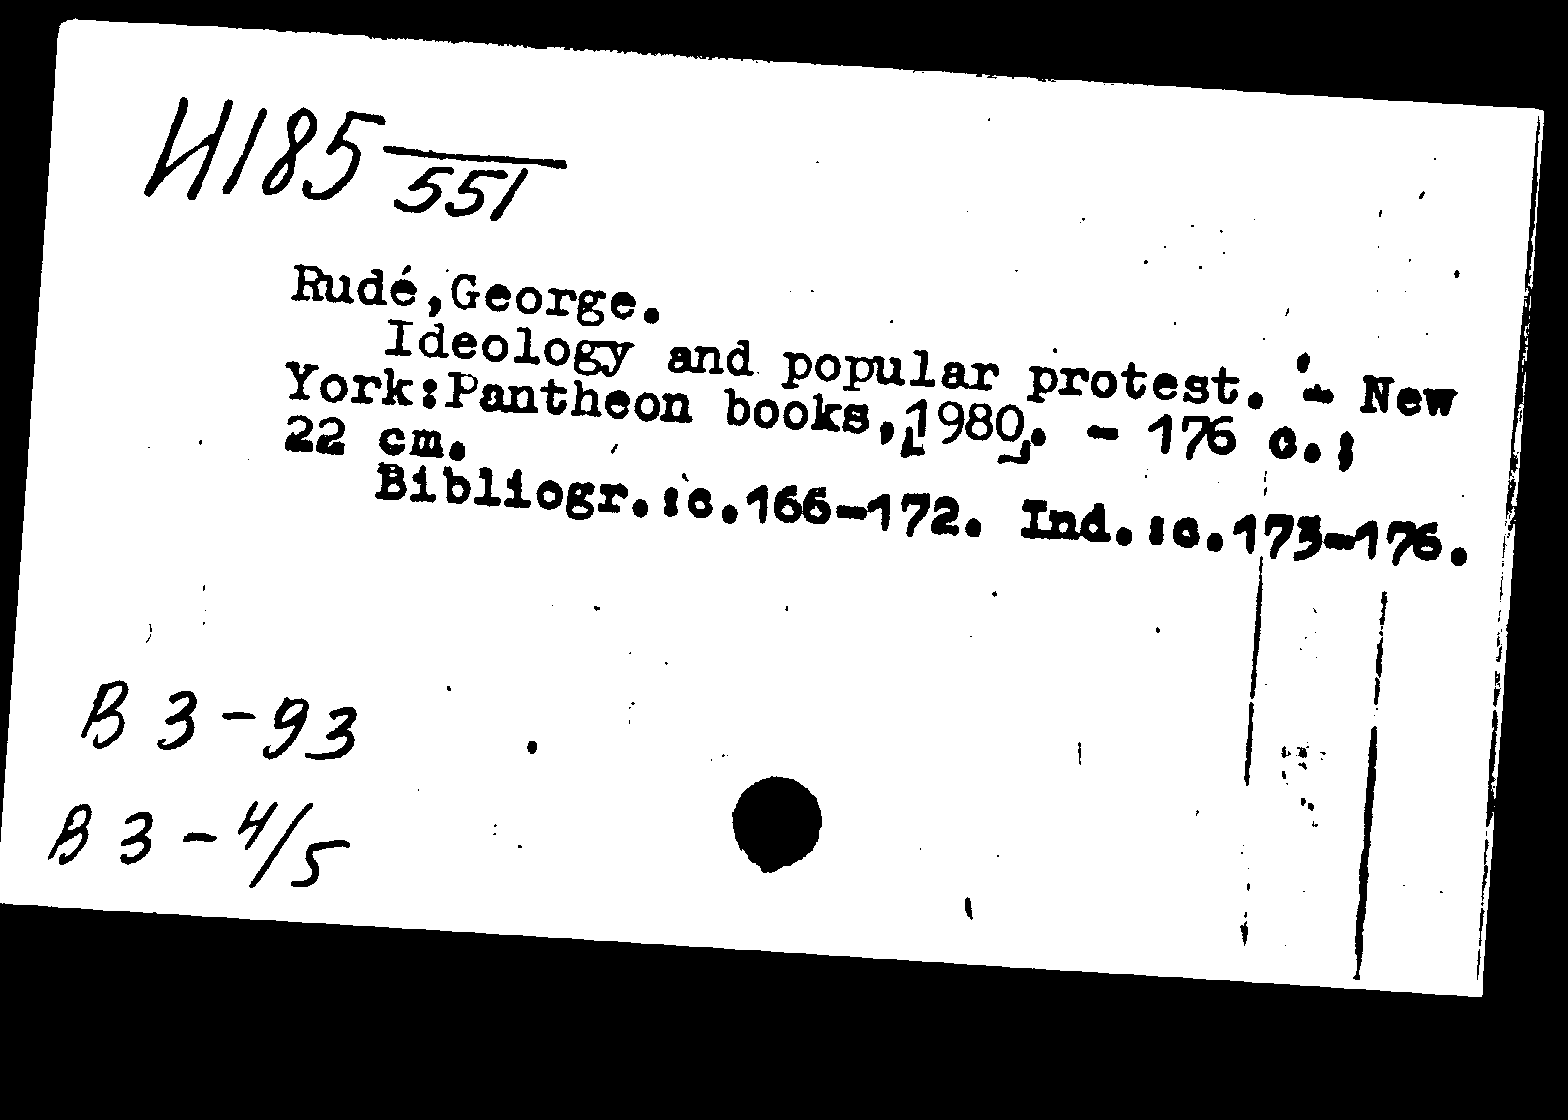 И185
551
Rudé,George.
Ideology and popular protest. - New
York:Pantheon books,[1980]. - 176 c.;
22 cm.
Bibliogr.:c.166-172. Ind.:c.173-176.
В 3-93
В 3-4/5